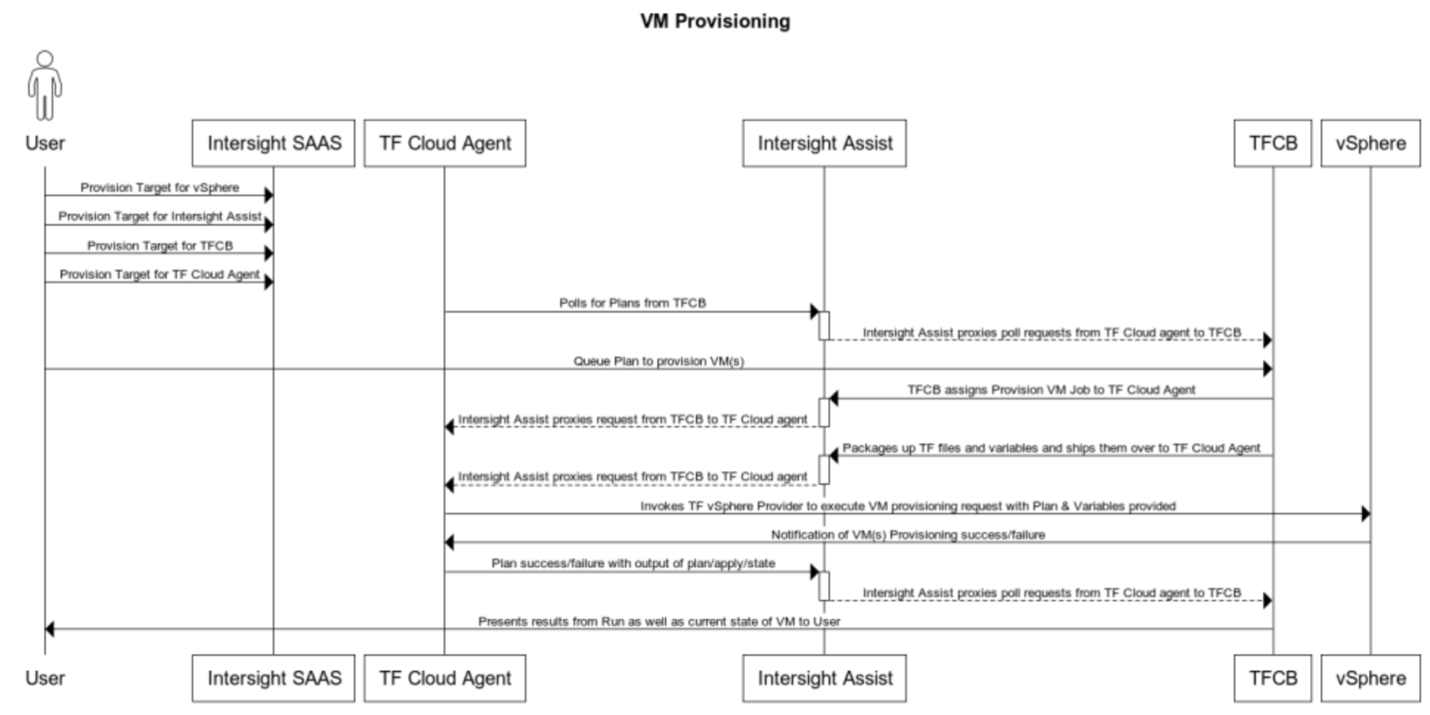 VM Provisioning
User
Intersight SAAS
TF Cloud Agent
Intersight Assist
TFCB
vSphere
Provision Target for vSphere
Provision Target for Intersight Assist
Provision Target for TFCB
Provision Target for TF Cloud Agent
Polls for Plans from TFCB
Intersight Assist proxies poll requests from TF Cloud agent to TFCB
Queue Plan to provision VM(s)
TFCB assigns Provision VM Job to TF Cloud Agent
Intersight Assist proxies request from TFCB to TF Cloud agent
Packages up TF files and variables and ships them over to TF Cloud Agent
Intersight Assist proxies request from TFCB to TF Cloud agent
Invokes TF vSphere Provider to execute VM provisioning request with Plan & Variables provided
Notification of VM(s) Provisioning success/failure
Plan success/failure with output of plan/apply/state
Intersight Assist proxies poll requests from TF Cloud agent to TFCB
Presents results from Run as well as current state of VM to User
User
Intersight SAAS
TF Cloud Agent
Intersight Assist
TFCB
vSphere